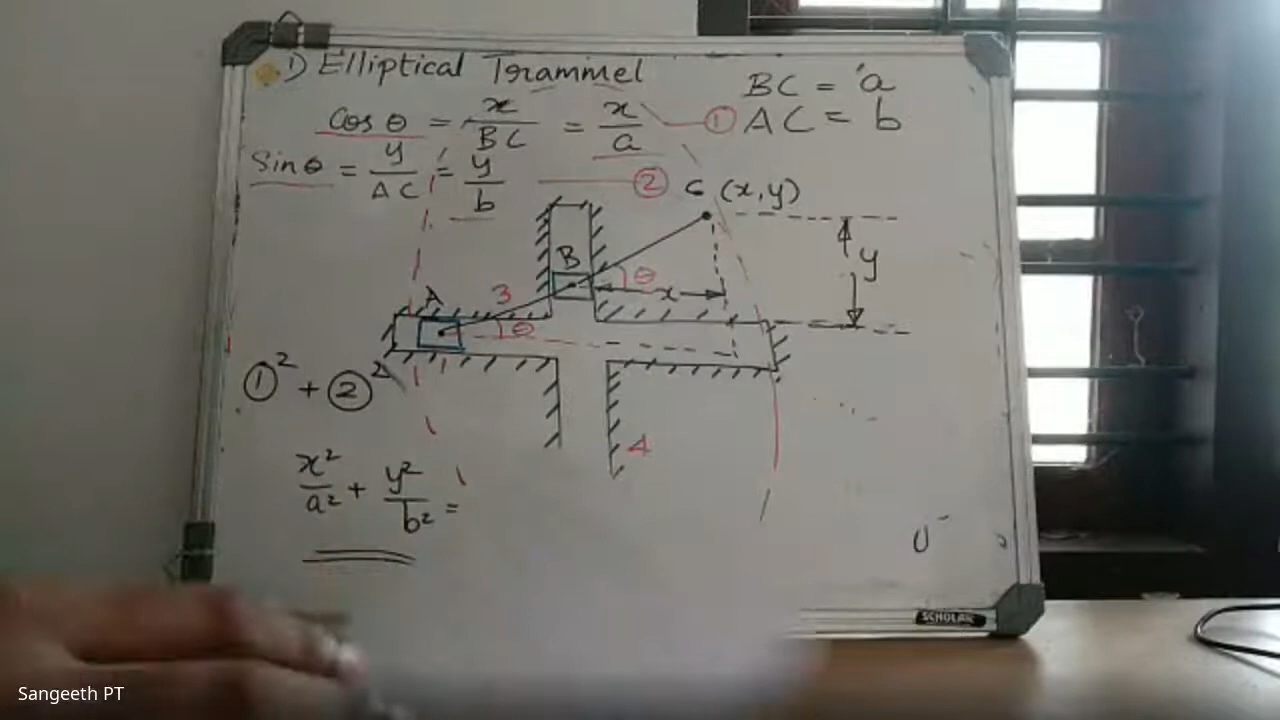 1) Elliptical Trammel
BC = a
AC = b
Cos θ = x/BC = x/a ①
Sin θ = y/AC = y/b ②
C (x,y)
B
θ
x
y
A
3
θ
①² + ②²
4
x²/a² + y²/b² =
SCHOLAR
Sangeeth PT